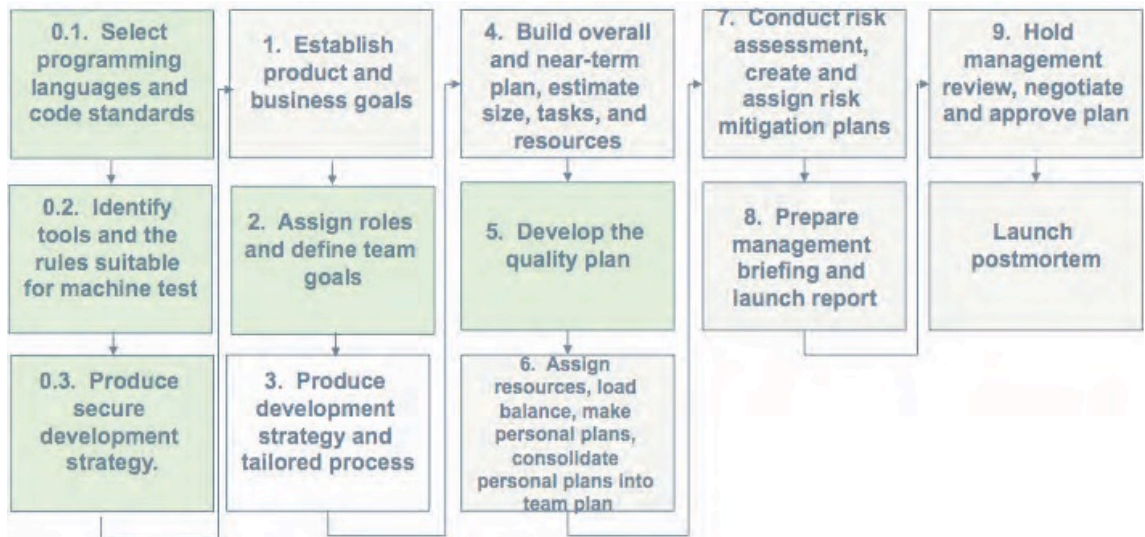 0.1. Select
programming
languages and
code standards
0.2. Identify
tools and the
rules suitable
for machine test
0.3. Produce
secure
development
strategy.
1. Establish
product and
business goals
2. Assign roles
and define team
goals
3. Produce
development
strategy and
tailored process
4. Build overall
and near-term
plan, estimate
size, tasks, and
resources
5. Develop the
quality plan
6. Assign
resources, load
balance, make
personal plans,
consolidate
personal plans into
team plan
7. Conduct risk
assessment,
create and
assign risk
mitigation plans
8. Prepare
management
briefing and
launch report
9. Hold
management
review, negotiate
and approve plan
Launch
postmortem